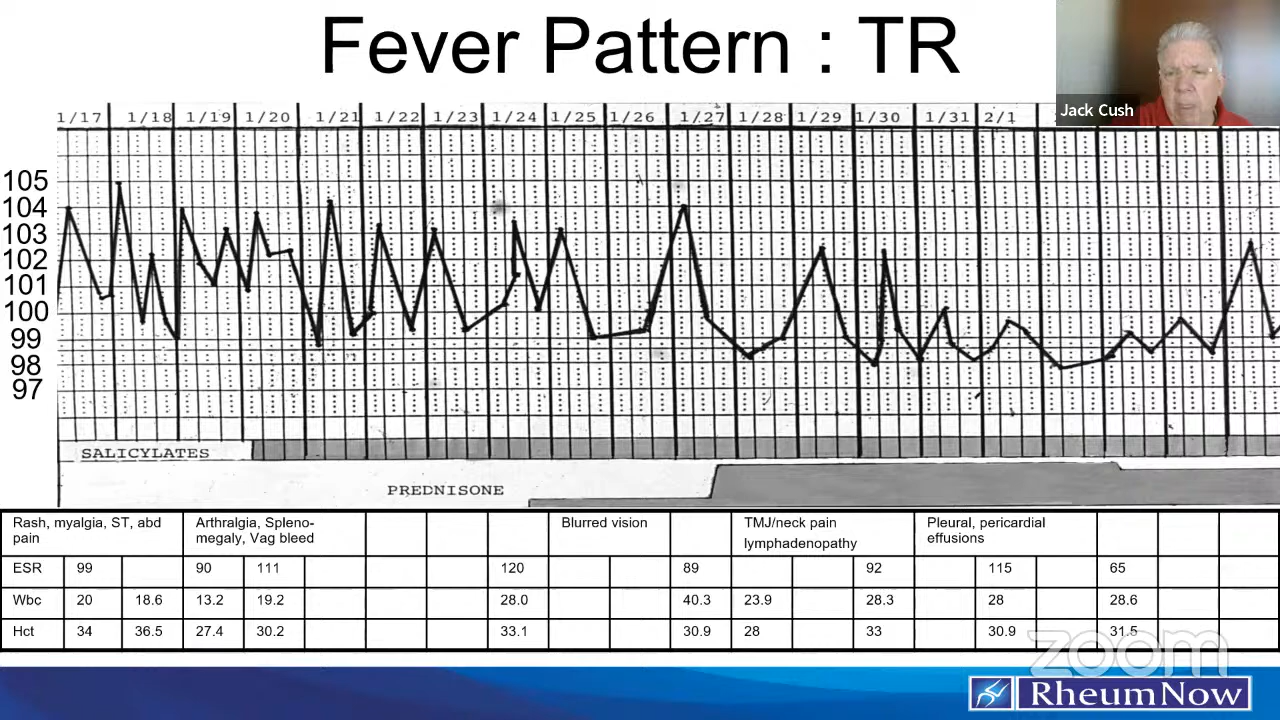 Fever Pattern : TR
Jack Cush
1/17 1/18 1/19 1/20 1/21 1/22 1/23 1/24 1/25 1/26 1/27 1/28 1/29 1/30 1/31 2/1
105
104
103
102
101
100
99
98
97
SALICYLATES
PREDNISONE
Rash, myalgia, ST, abd
pain
Arthralgia, Spleno-
megaly, Vag bleed
Blurred vision
TMJ/neck pain
lymphadenopathy
Pleural, pericardial
effusions
ESR 99 90 111 120 89 92 115 65
Wbc 20 18.6 13.2 19.2 28.0 40.3 23.9 28.3 28 28.6
Hct 34 36.5 27.4 30.2 33.1 30.9 28 33 30.9 31.5
zoom
RheumNow